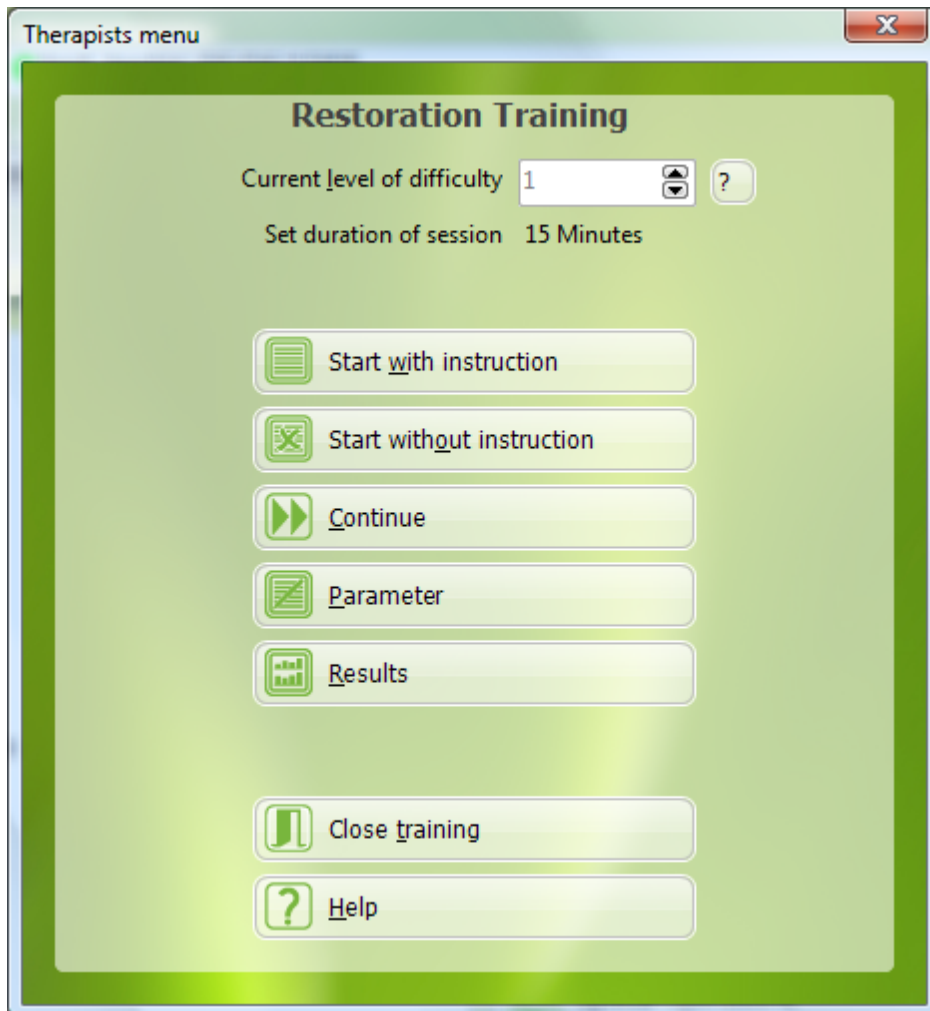 Therapists menu
Restoration Training
Current level of difficulty 1 ?
Set duration of session 15 Minutes
Start with instruction
Start without instruction
Continue
Parameter
Results
Close training
? Help